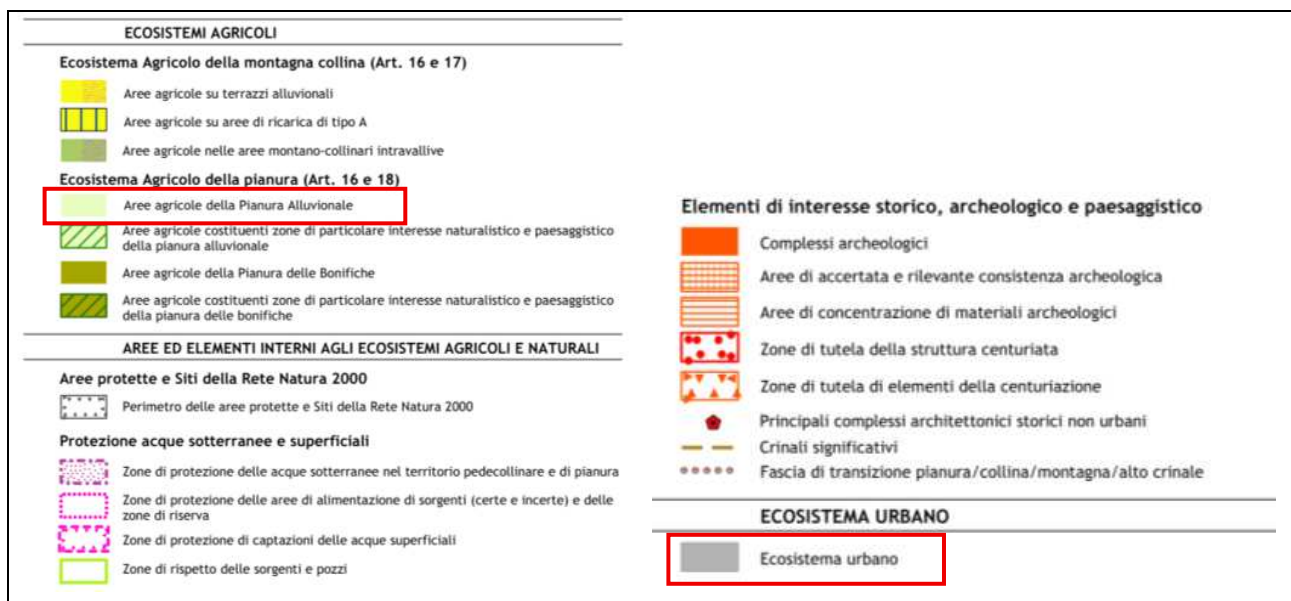 ECOSISTEMI AGRICOLI
Ecosistema Agricolo della montagna collina (Art. 16 e 17)
Aree agricole su terrazzi alluvionali
Aree agricole su aree di ricarica di tipo A
Aree agricole nelle aree montano-collinari intravallive
Ecosistema Agricolo della pianura (Art. 16 e 18)
Aree agricole della Pianura Alluvionale
Aree agricole costituenti zone di particolare interesse naturalistico e paesaggistico
della pianura alluvionale
Aree agricole della Pianura delle Bonifiche
Aree agricole costituenti zone di particolare interesse naturalistico e paesaggistico
della pianura delle bonifiche
AREE ED ELEMENTI INTERNI AGLI ECOSISTEMI AGRICOLI E NATURALI
Aree protette e Siti della Rete Natura 2000
Perimetro delle aree protette e Siti della Rete Natura 2000
Protezione acque sotterranee e superficiali
Zone di protezione delle acque sotterranee nel territorio pedecollinare e di pianura
Zone di protezione delle aree di alimentazione di sorgenti (certe e incerte) e delle
zone di riserva
Zone di protezione di captazioni delle acque superficiali
Zone di rispetto delle sorgenti e pozzi
Elementi di interesse storico, archeologico e paesaggistico
Complessi archeologici
Aree di accertata e rilevante consistenza archeologica
Aree di concentrazione di materiali archeologici
Zone di tutela della struttura centuriata
Zone di tutela di elementi della centuriazione
Principali complessi architettonici storici non urbani
Crinali significativi
Fascia di transizione pianura/collina/montagna/alto crinale
ECOSISTEMA URBANO
Ecosistema urbano